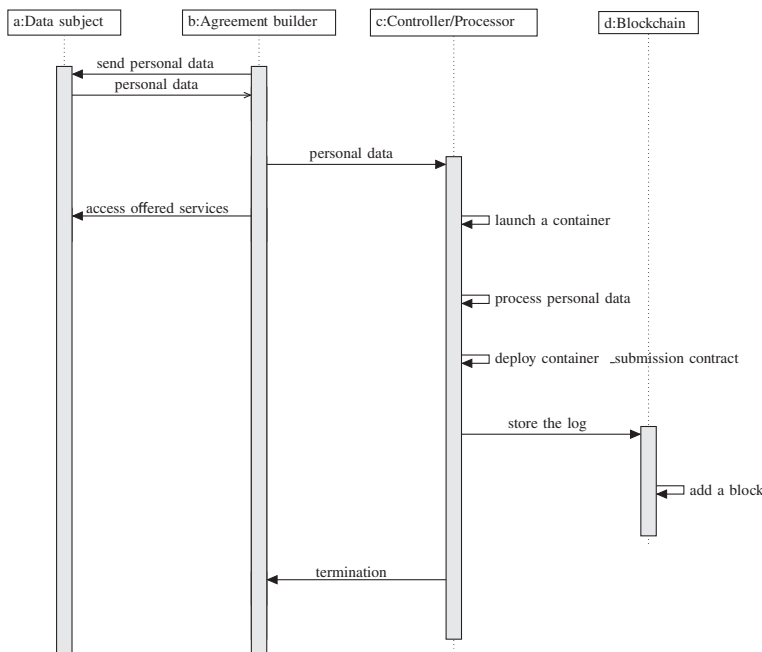 a:Data subject
b:Agreement builder
c:Controller/Processor
d:Blockchain
send personal data
personal data
personal data
access offered services
launch a container
process personal data
deploy container _submission contract
store the log
add a block
termination